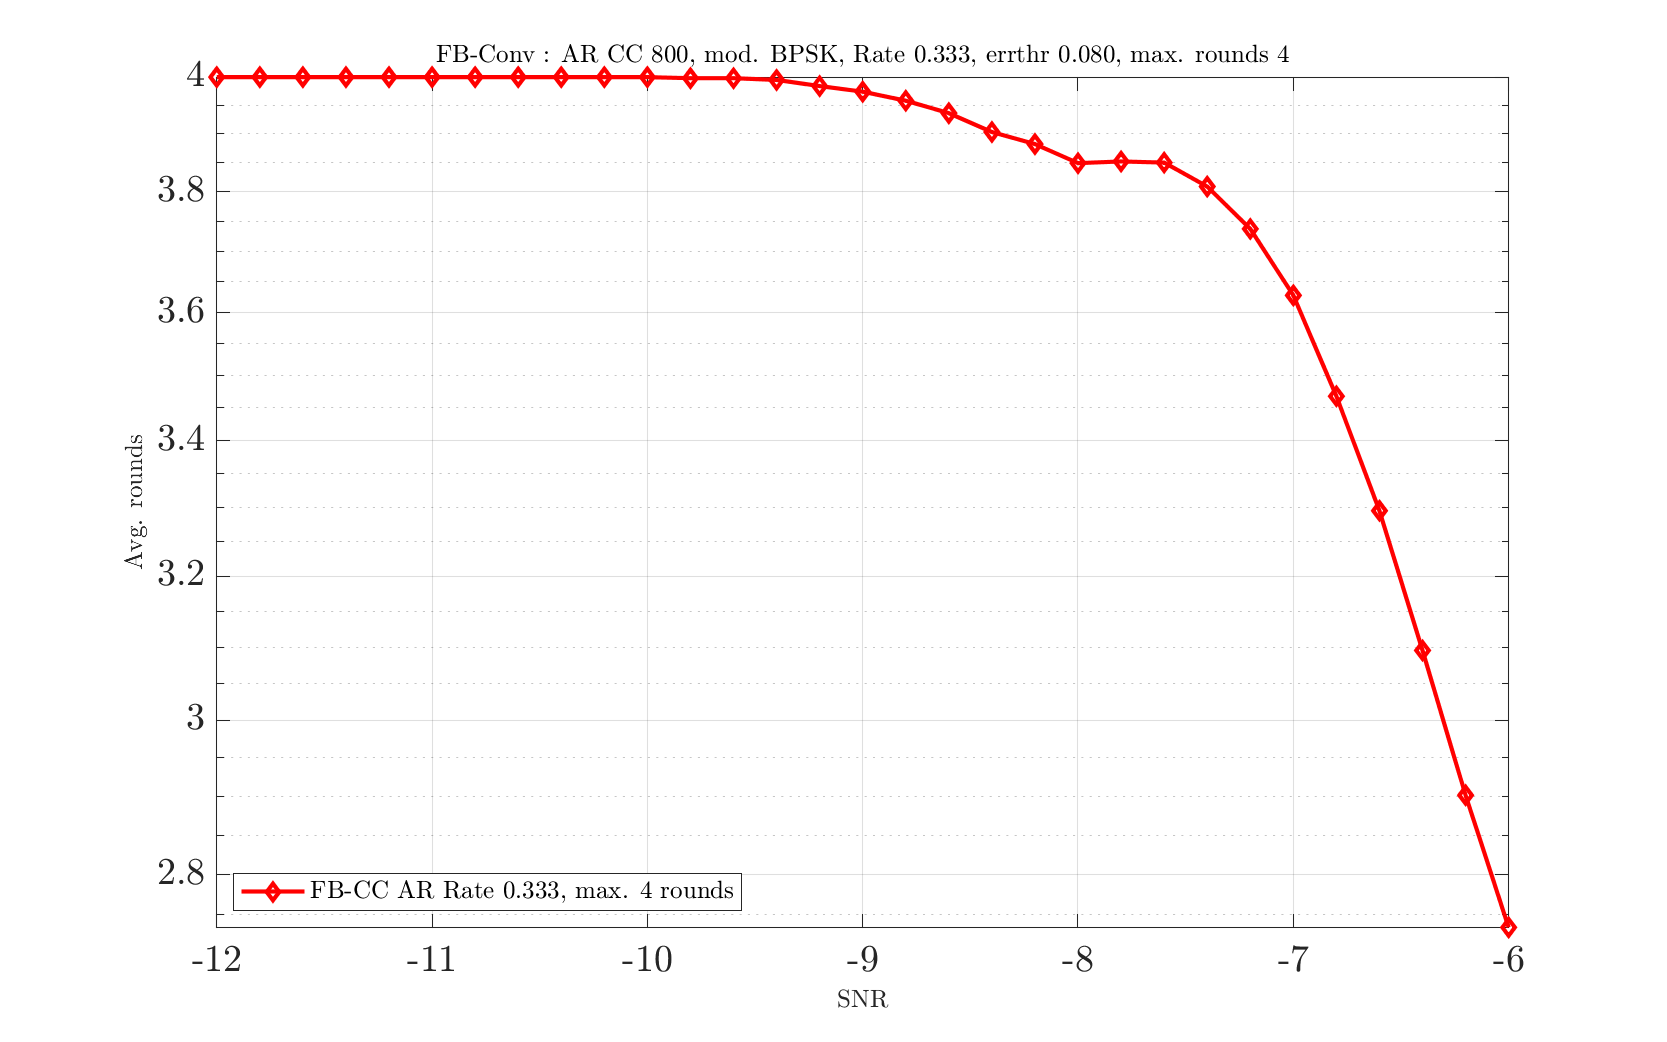 FB-Conv : AR CC 800, mod. BPSK, Rate 0.333, errthr 0.080, max. rounds 4
4
3.8
3.6
3.4
3.2
3
2.8
Avg. rounds
FB-CC AR Rate 0.333, max. 4 rounds
-12 -11 -10 -9 -8 -7 -6
SNR